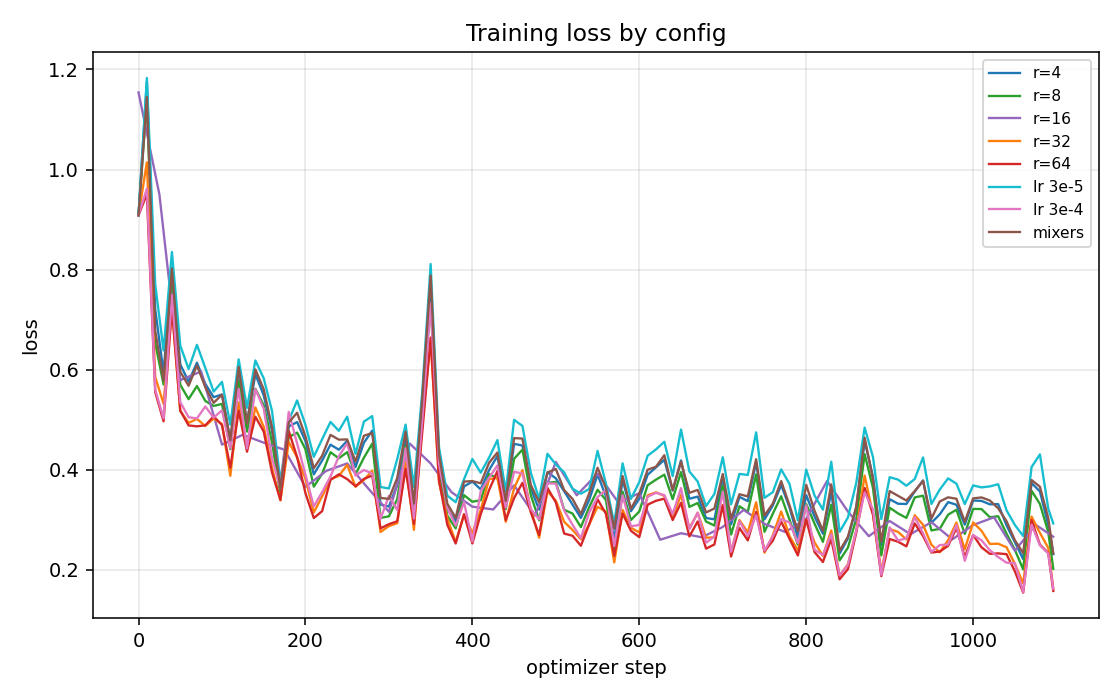 Training loss by config
1.2
1.0
0.8
0.6
0.4
0.2
loss
r=4
r=8
r=16
r=32
r=64
lr 3e-5
lr 3e-4
mixers
0
200
400
600
800
1000
optimizer step